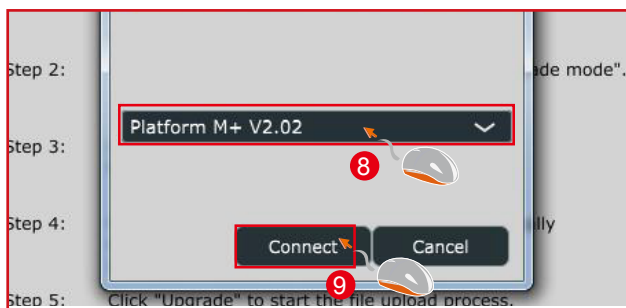 Step 2:
ade mode".
Platform M+ V2.02
8
Step 3:
Step 4:
lly
Connect
Cancel
9
Step 5:
Click "Upgrade" to start the file upload process.